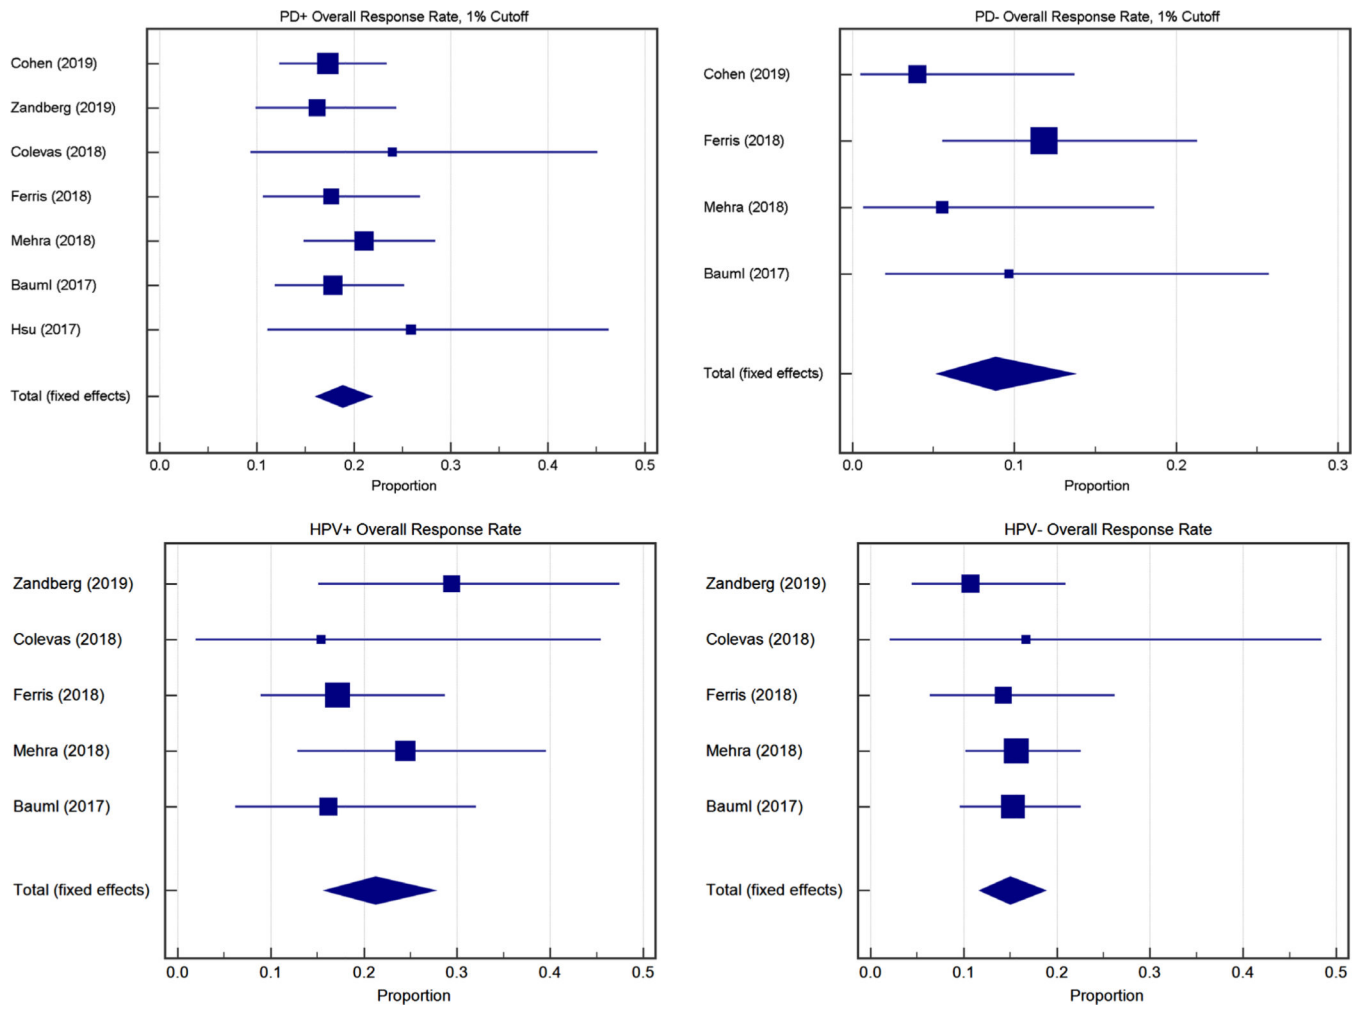 PD+ Overall Response Rate, 1% Cutoff
Cohen (2019)
Zandberg (2019)
Colevas (2018)
Ferris (2018)
Mehra (2018)
Bauml (2017)
Hsu (2017)
Total (fixed effects)
0.0 0.1 0.2 0.3 0.4 0.5
Proportion
PD- Overall Response Rate, 1% Cutoff
Cohen (2019)
Ferris (2018)
Mehra (2018)
Bauml (2017)
Total (fixed effects)
0.0 0.1 0.2 0.3
Proportion
HPV+ Overall Response Rate
Zandberg (2019)
Colevas (2018)
Ferris (2018)
Mehra (2018)
Bauml (2017)
Total (fixed effects)
0.0 0.1 0.2 0.3 0.4 0.5
Proportion
HPV- Overall Response Rate
Zandberg (2019)
Colevas (2018)
Ferris (2018)
Mehra (2018)
Bauml (2017)
Total (fixed effects)
0.0 0.1 0.2 0.3 0.4 0.5
Proportion